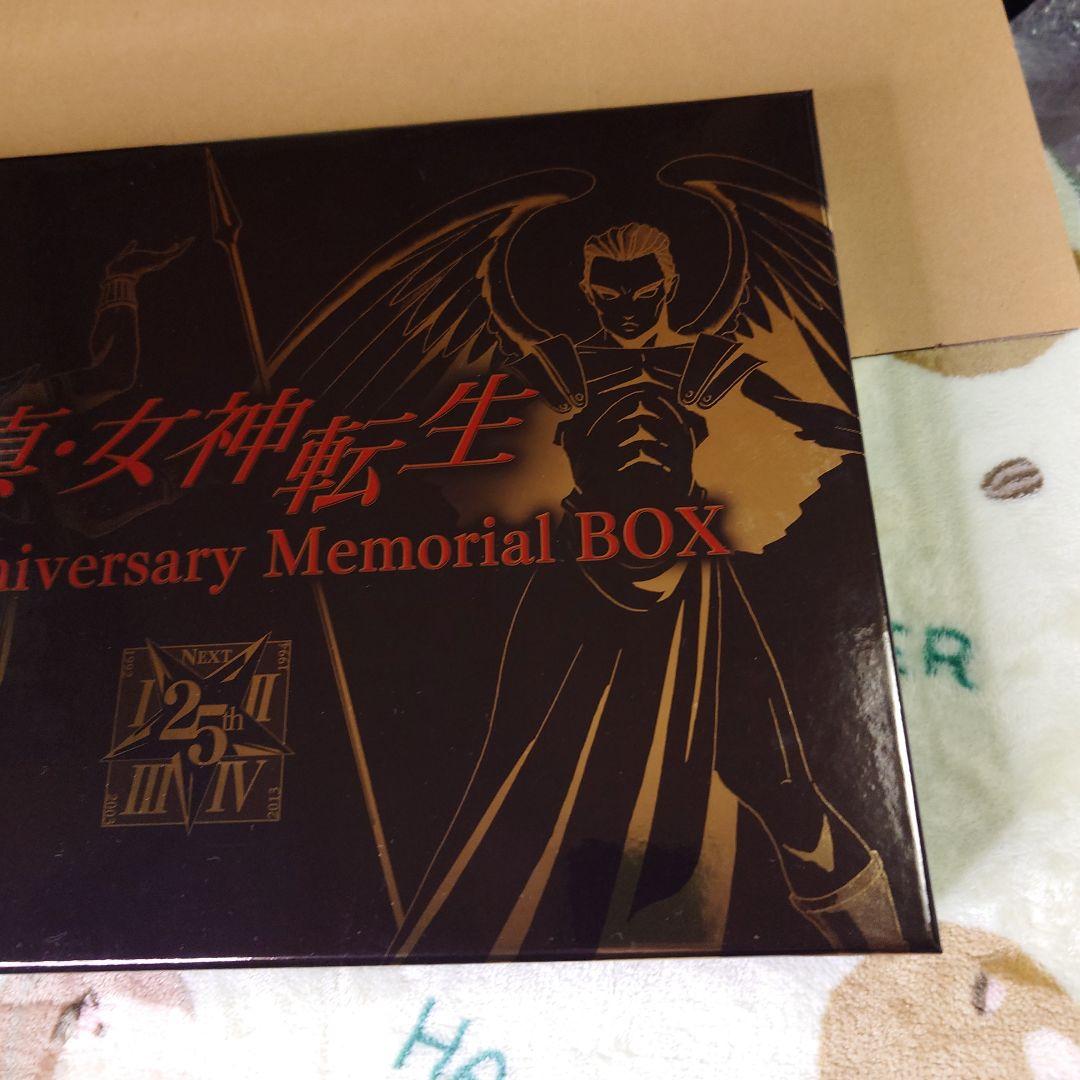 真・女神転生
niversary Memorial BOX
NEXT
1992
1994
I
II
25th
III
IV
2003
2013
ER
HO